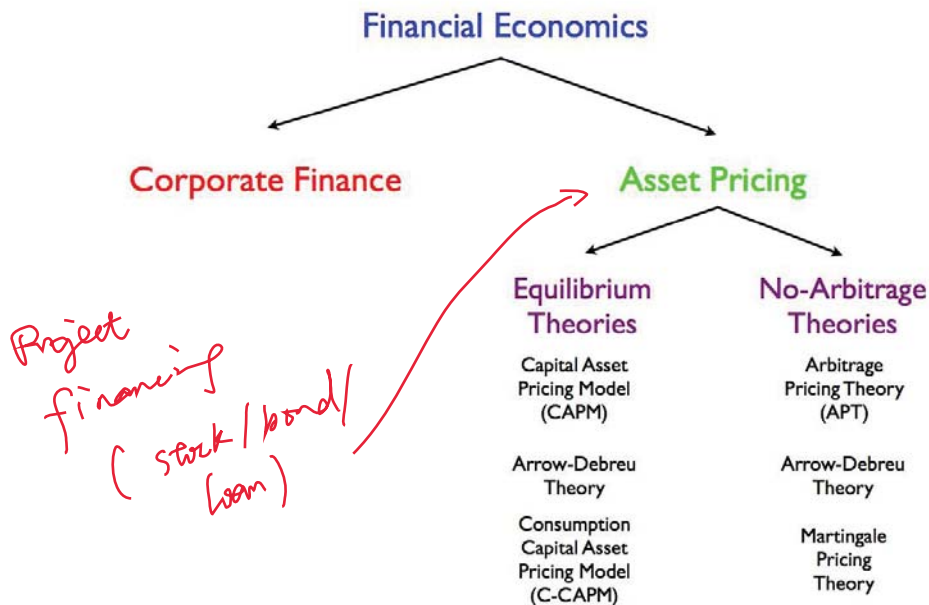 Financial Economics
Corporate Finance
Asset Pricing
Project
financing
( stock / bond /
loan )
Equilibrium
Theories
Capital Asset
Pricing Model
(CAPM)
Arrow-Debreu
Theory
Consumption
Capital Asset
Pricing Model
(C-CAPM)
No-Arbitrage
Theories
Arbitrage
Pricing Theory
(APT)
Arrow-Debreu
Theory
Martingale
Pricing
Theory